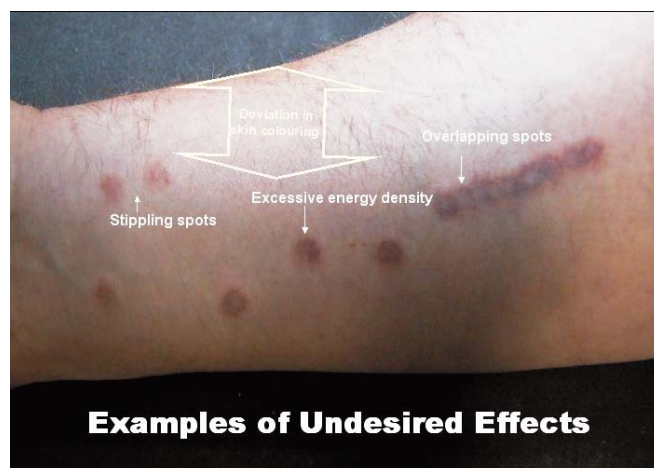 Deviation in
skin colouring
Overlapping spots
Excessive energy density
Stippling spots
Examples of Undesired Effects